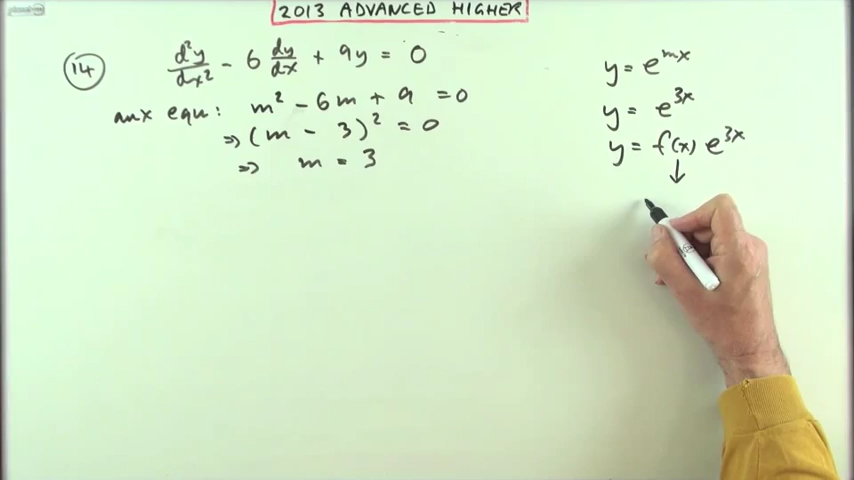 2013 ADVANCED HIGHER
14 d²y/dx² - 6 dy/dx + 9y = 0
aux equ: m² - 6m + 9 = 0
⇒ (m - 3)² = 0
⇒ m = 3
y = e^{mx}
y = e^{3x}
y = f(x) e^{3x}
↓